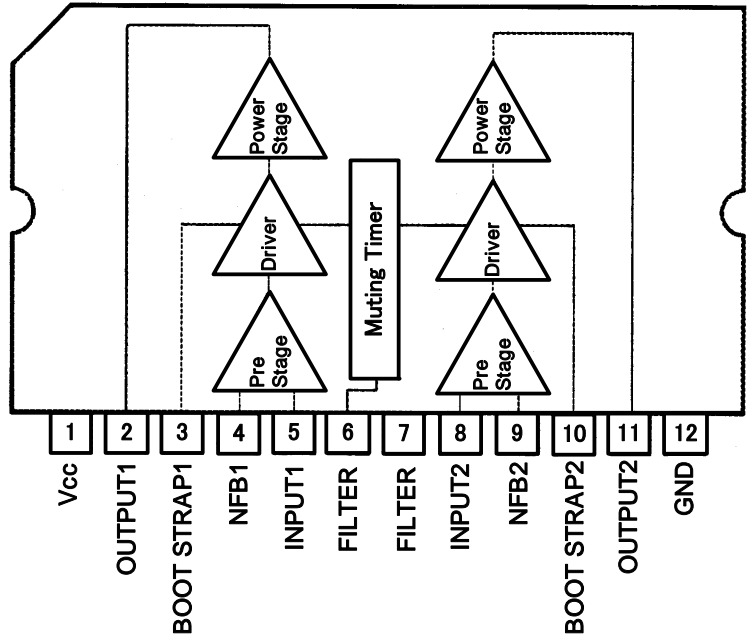 Power
Stage
Power
Stage
Driver
Muting Timer
Driver
Pre
Stage
Pre
Stage
1 2 3 4 5 6 7 8 9 10 11 12
Vcc
OUTPUT1
BOOT STRAP1
NFB1
INPUT1
FILTER
FILTER
INPUT2
NFB2
BOOT STRAP2
OUTPUT2
GND